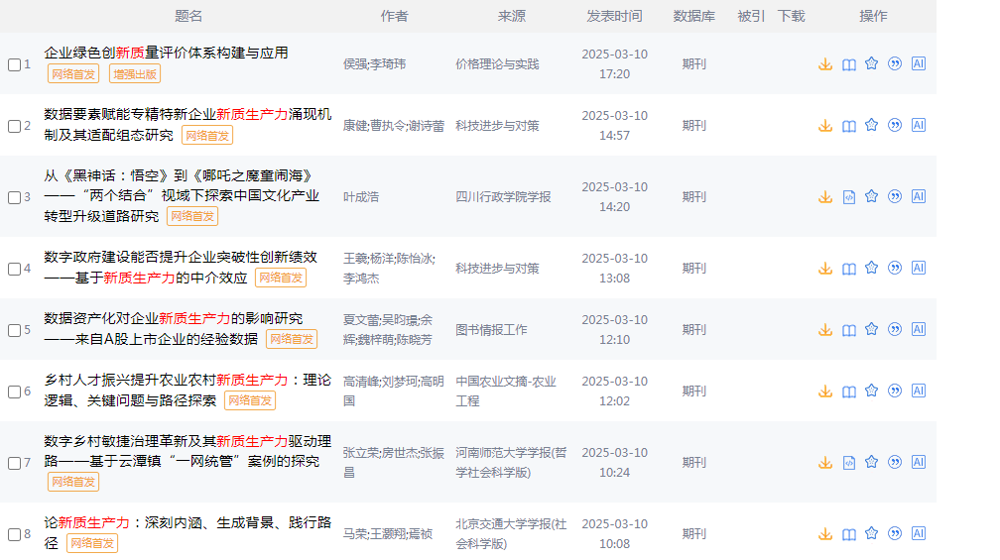 题名 作者 来源 发表时间 数据库 被引 下载 操作
1 企业绿色创新质量评价体系构建与应用
网络首发 增强出版
侯强;李琦玮
价格理论与实践
2025-03-10
17:20
期刊
AI
2 数据要素赋能专精特新企业新质生产力涌现机
制及其适配组态研究 网络首发
康健;曹执令;谢诗蕾
科技进步与对策
2025-03-10
14:57
期刊
AI
3 从《黑神话：悟空》到《哪吒之魔童闹海》
——“两个结合”视域下探索中国文化产业
转型升级道路研究 网络首发
叶成浩
四川行政学院学报
2025-03-10
14:20
期刊
AI
4 数字政府建设能否提升企业突破性创新绩效
——基于新质生产力的中介效应 网络首发
王羲;杨洋;陈怡冰;
李鸿杰
科技进步与对策
2025-03-10
13:08
期刊
AI
5 数据资产化对企业新质生产力的影响研究
——来自A股上市企业的经验数据 网络首发
夏文蕾;吴昀璟;余
辉;魏梓萌;陈晓芳
图书情报工作
2025-03-10
12:10
期刊
AI
6 乡村人才振兴提升农业农村新质生产力：理论
逻辑、关键问题与路径探索 网络首发
高清峰;刘梦珂;高明
国
中国农业文摘-农业
工程
2025-03-10
12:02
期刊
AI
7 数字乡村敏捷治理革新及其新质生产力驱动理
路——基于云潭镇“一网统管”案例的探究
网络首发
张立荣;房世杰;张振
昌
河南师范大学学报(哲
学社会科学版)
2025-03-10
10:24
期刊
AI
8 论新质生产力：深刻内涵、生成背景、践行路
径 网络首发
马荣;王灏翔;焉祯
北京交通大学学报(社
会科学版)
2025-03-10
10:08
期刊
AI